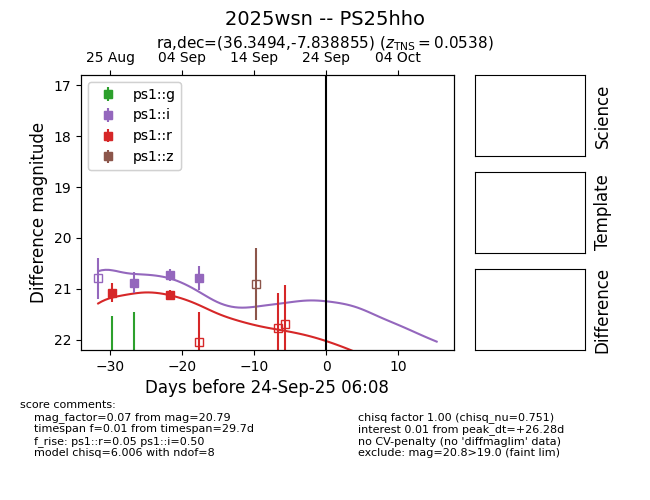 2025wsn -- PS25hho
ra,dec=(36.3494,-7.838855) (z_TNS = 0.0538)
25 Aug 04 Sep 14 Sep 24 Sep 04 Oct
17
18
19
20
21
22
Difference magnitude
ps1::g
ps1::i
ps1::r
ps1::z
−30 −20 −10 0 10
Days before 24-Sep-25 06:08
Science
Template
Difference
score comments:
mag_factor=0.07 from mag=20.79
timespan f=0.01 from timespan=29.7d
f_rise: ps1::r=0.05 ps1::i=0.50
model chisq=6.006 with ndof=8
chisq factor 1.00 (chisq_nu=0.751)
interest 0.01 from peak_dt=+26.28d
no CV-penalty (no 'diffmaglim' data)
exclude: mag=20.8>19.0 (faint lim)